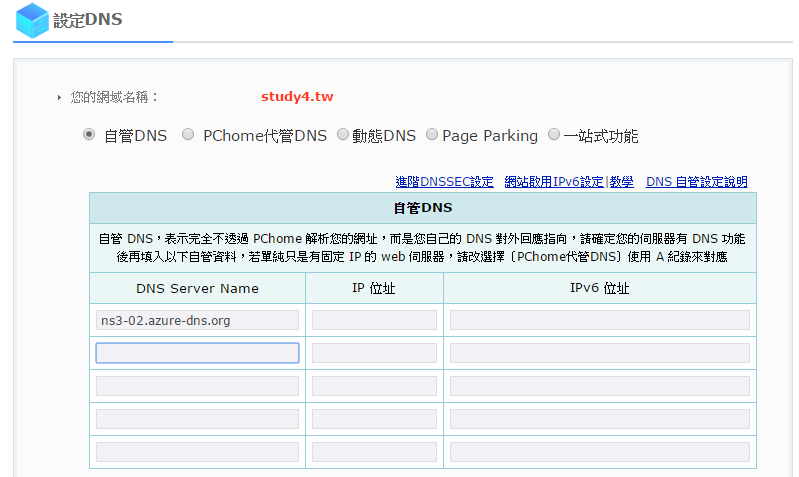 設定DNS
您的網域名稱：
study4.tw
自管DNS PChome代管DNS 動態DNS Page Parking 一站式功能
進階DNSSEC設定 網站啟用IPv6設定|教學 DNS 自管設定說明
自管DNS
自管 DNS，表示完全不透過 PChome 解析您的網址，而是您自己的 DNS 對外回應指向，請確定您的伺服器有 DNS 功能
後再填入以下自管資料，若單純只是有固定 IP 的 web 伺服器，請改選擇〔PChome代管DNS〕使用 A 紀錄來對應
DNS Server Name IP 位址 IPv6 位址
ns3-02.azure-dns.org